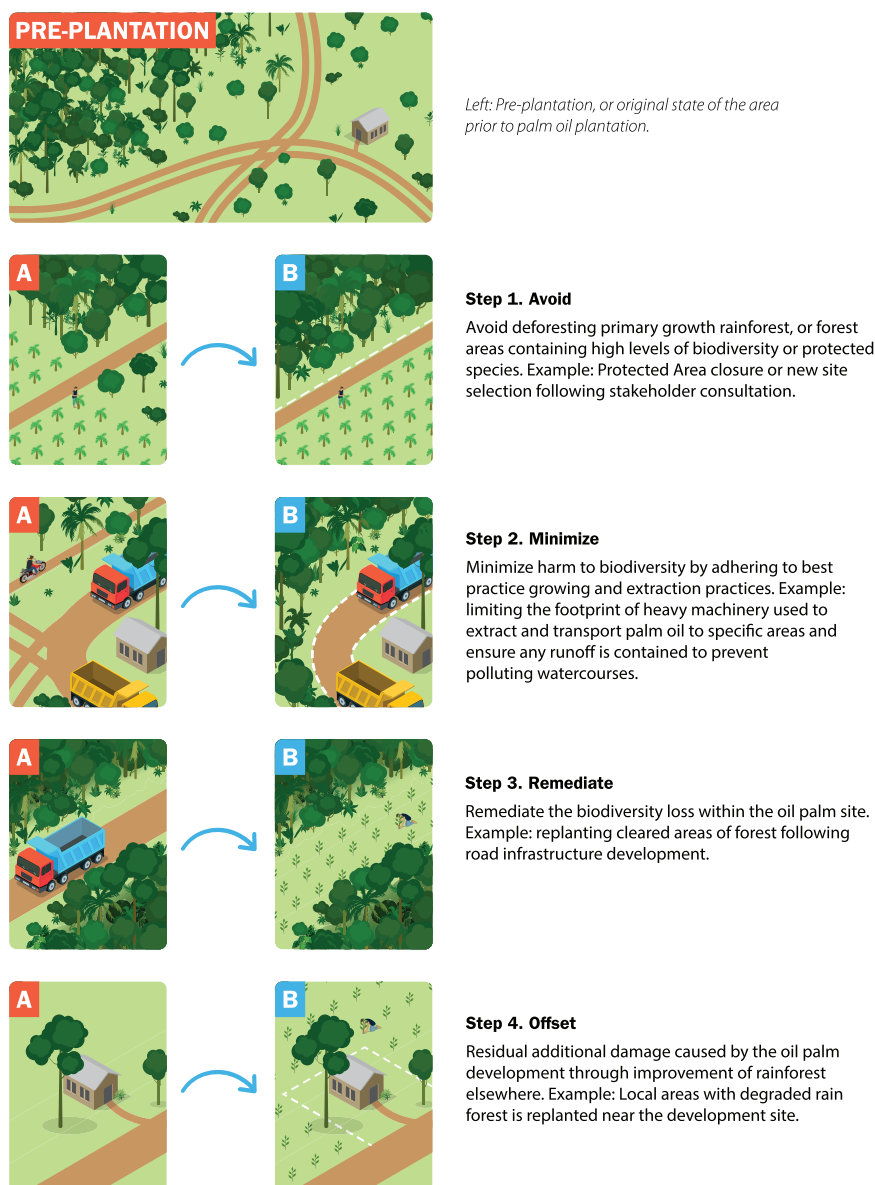 PRE-PLANTATION
Left: Pre-plantation, or original state of the area
prior to palm oil plantation.
A
B
Step 1. Avoid
Avoid deforesting primary growth rainforest, or forest
areas containing high levels of biodiversity or protected
species. Example: Protected Area closure or new site
selection following stakeholder consultation.
A
B
Step 2. Minimize
Minimize harm to biodiversity by adhering to best
practice growing and extraction practices. Example:
limiting the footprint of heavy machinery used to
extract and transport palm oil to specific areas and
ensure any runoff is contained to prevent
polluting watercourses.
A
B
Step 3. Remediate
Remediate the biodiversity loss within the oil palm site.
Example: replanting cleared areas of forest following
road infrastructure development.
A
B
Step 4. Offset
Residual additional damage caused by the oil palm
development through improvement of rainforest
elsewhere. Example: Local areas with degraded rain
forest is replanted near the development site.